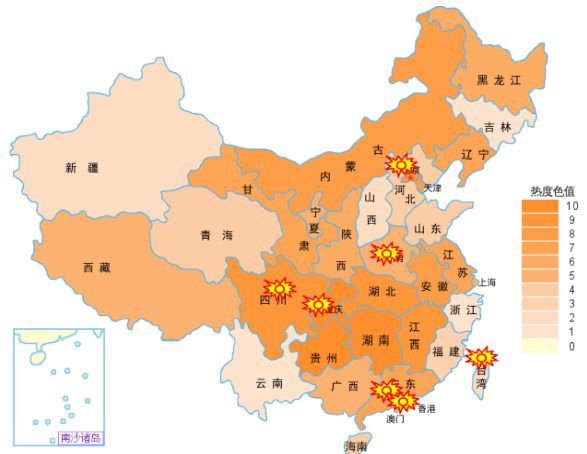 黑龙江
吉林
辽宁
新疆
内蒙古
甘肃
河北
天津
山西
宁夏
青海
山东
陕西
西藏
江苏
安徽
上海
四川
湖北
浙江
江西
湖南
贵州
福建
云南
广西
东
台湾
香港
澳门
海南
南沙诸岛
热度色值
10
9
8
7
6
5
4
3
2
1
0